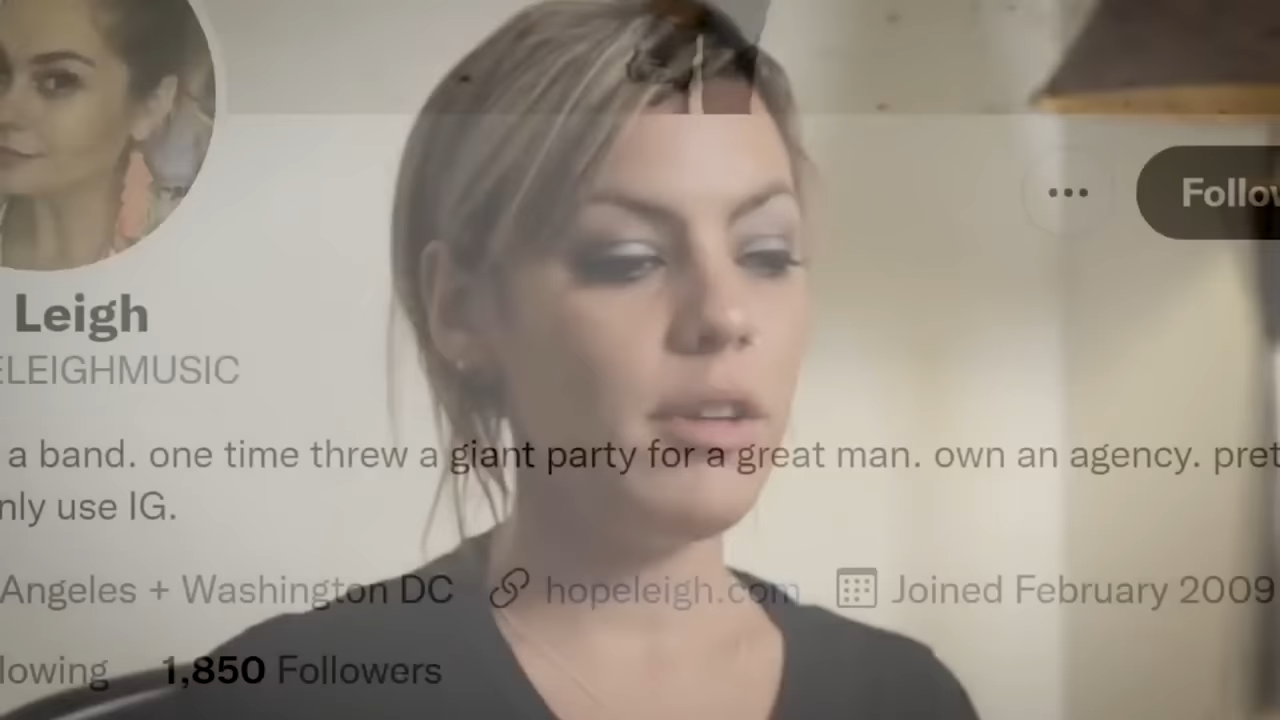 Follow
Leigh
ELEIGHMUSIC
a band. one time threw a giant party for a great man. own an agency. pret
nly use IG.
Angeles + Washington DC hopeleigh.com Joined February 2009
lowing 1,850 Followers